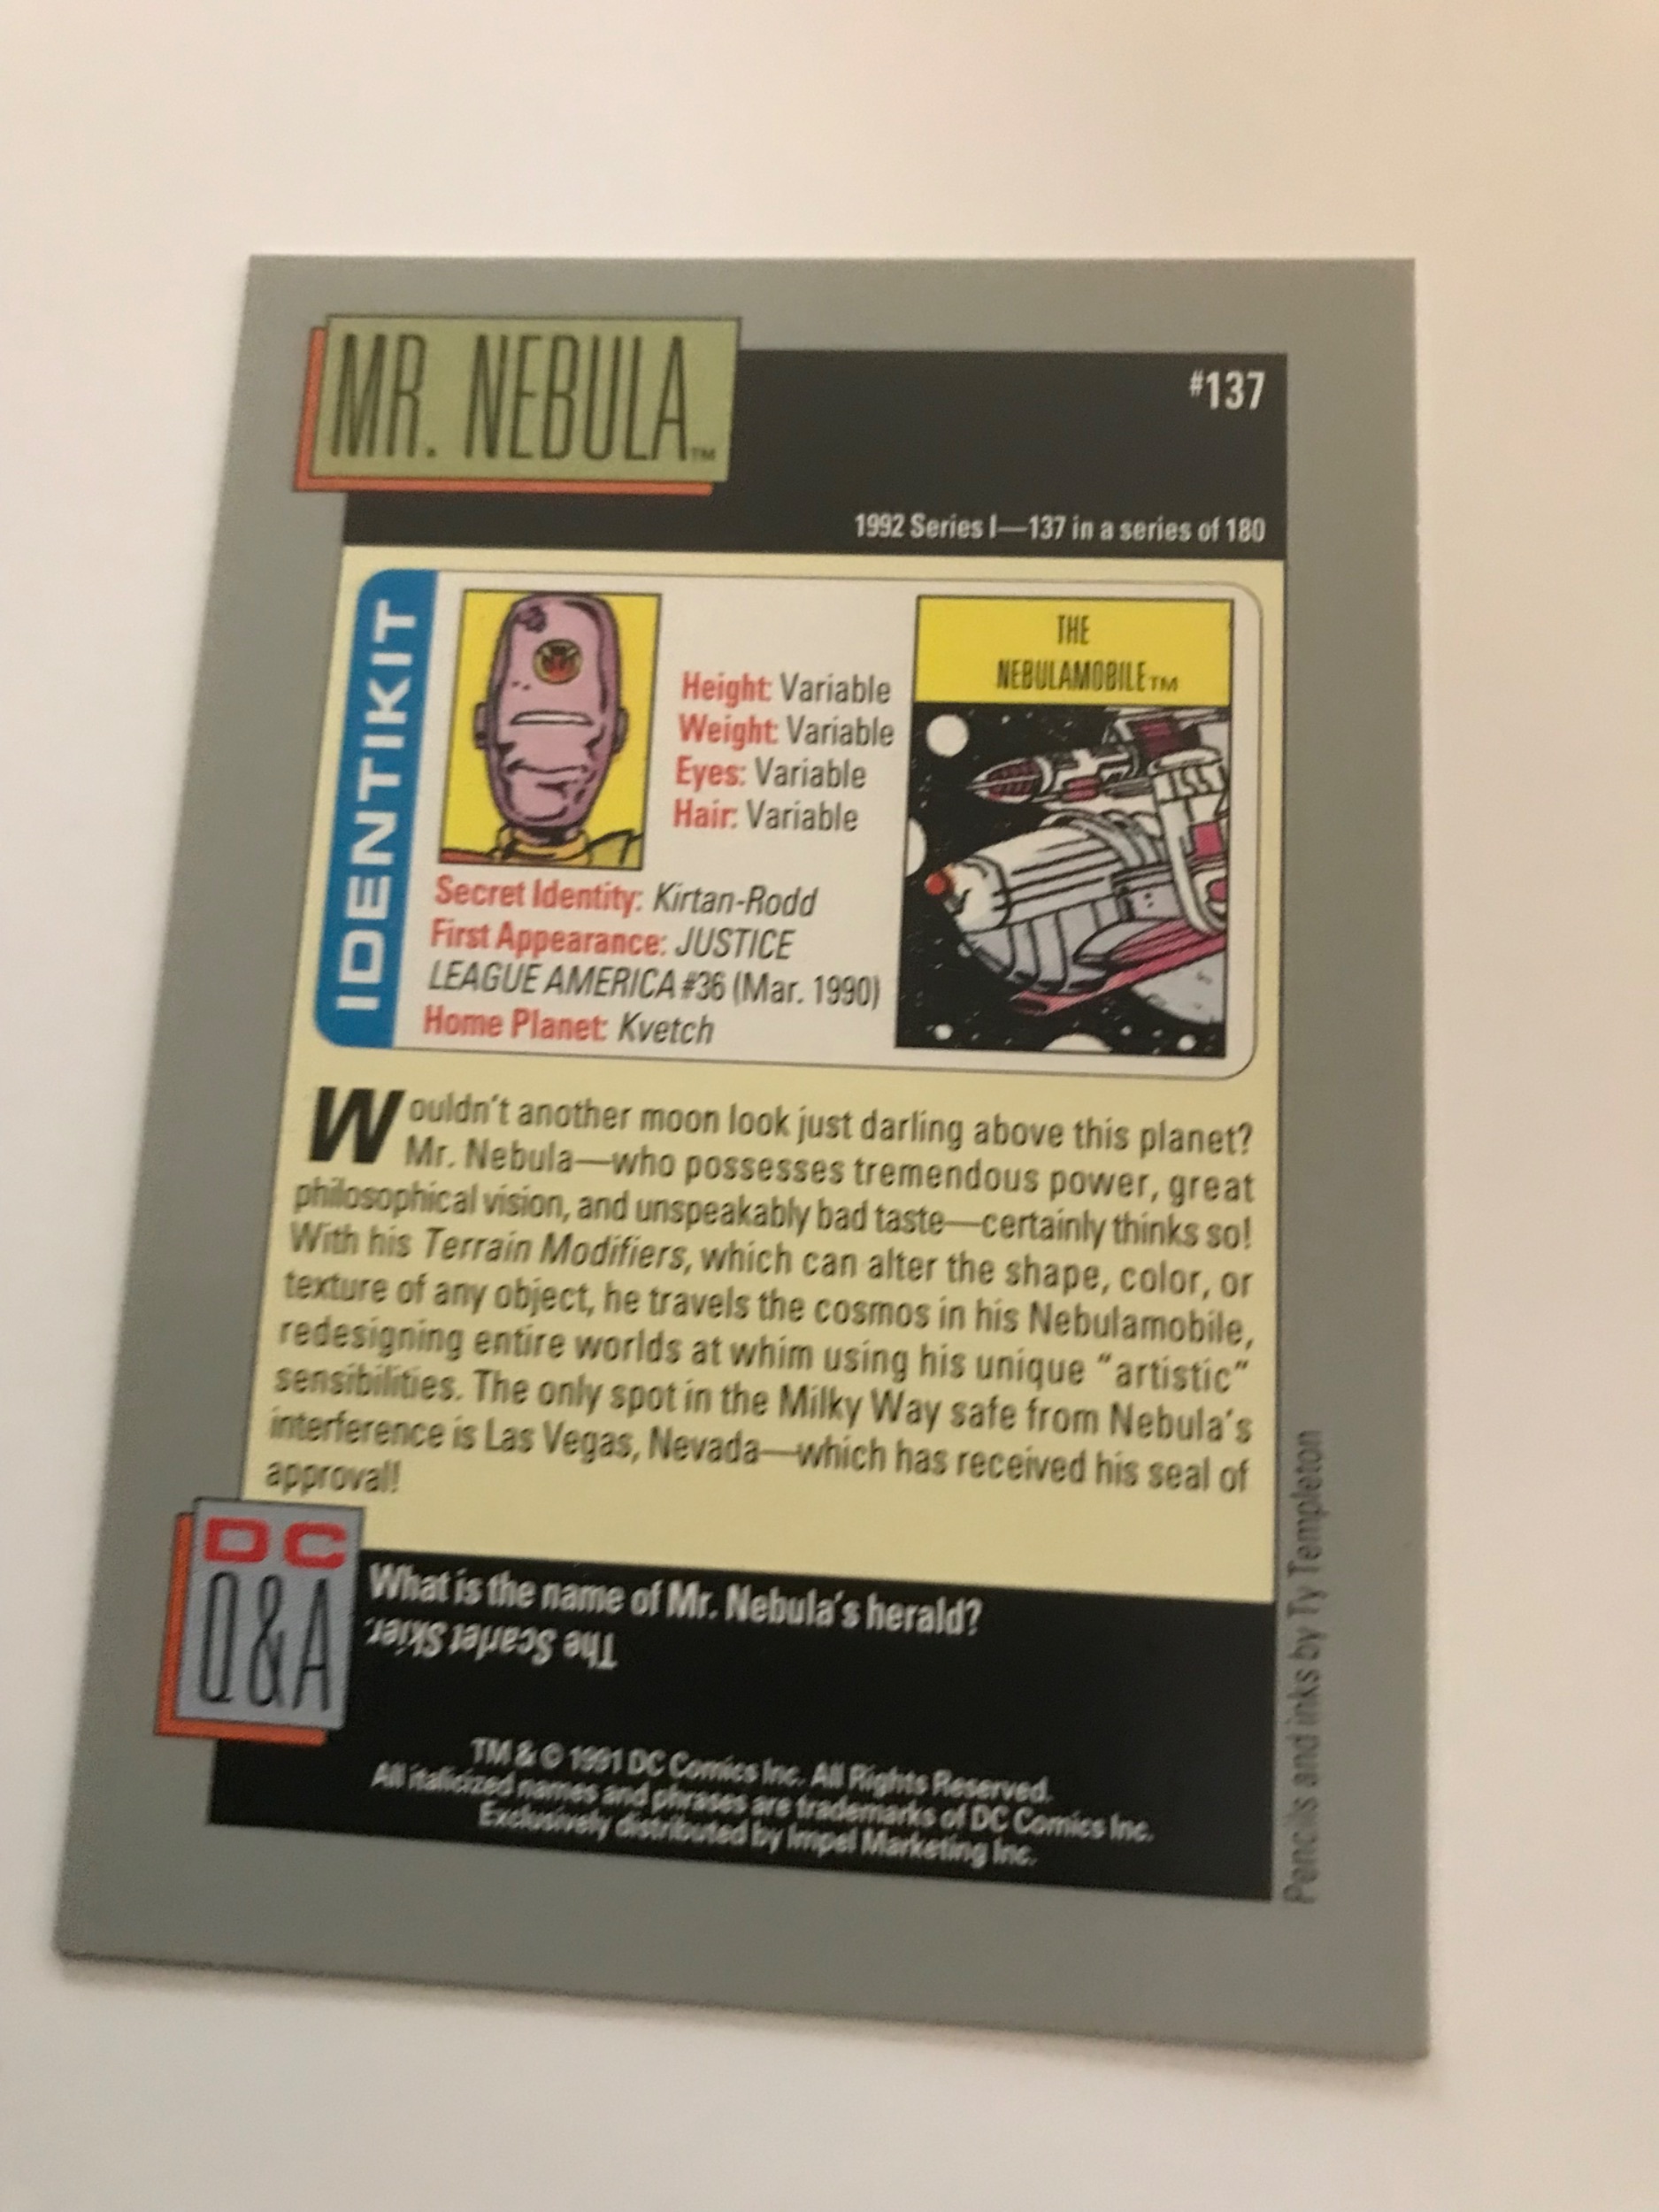 MR. NEBULA™
#137
1992 Series I—137 in a series of 180
IDENTIKIT
Height: Variable
Weight: Variable
Eyes: Variable
Hair: Variable
Secret Identity: Kirtan-Rodd
First Appearance: JUSTICE
LEAGUE AMERICA #36 (Mar. 1990)
Home Planet: Kvetch
THE
NEBULAMOBILE™
Wouldn't another moon look just darling above this planet?
Mr. Nebula—who possesses tremendous power, great
philosophical vision, and unspeakably bad taste—certainly thinks so!
With his Terrain Modifiers, which can alter the shape, color, or
texture of any object, he travels the cosmos in his Nebulamobile,
redesigning entire worlds at whim using his unique "artistic"
sensibilities. The only spot in the Milky Way safe from Nebula's
interference is Las Vegas, Nevada—which has received his seal of
approval!
DC
Q&A
What is the name of Mr. Nebula's herald?
The Scarlet Skier.
TM & © 1991 DC Comics Inc. All Rights Reserved.
All italicized names and phrases are trademarks of DC Comics Inc.
Exclusively distributed by Impel Marketing Inc.
Pencils and inks by Ty Templeton